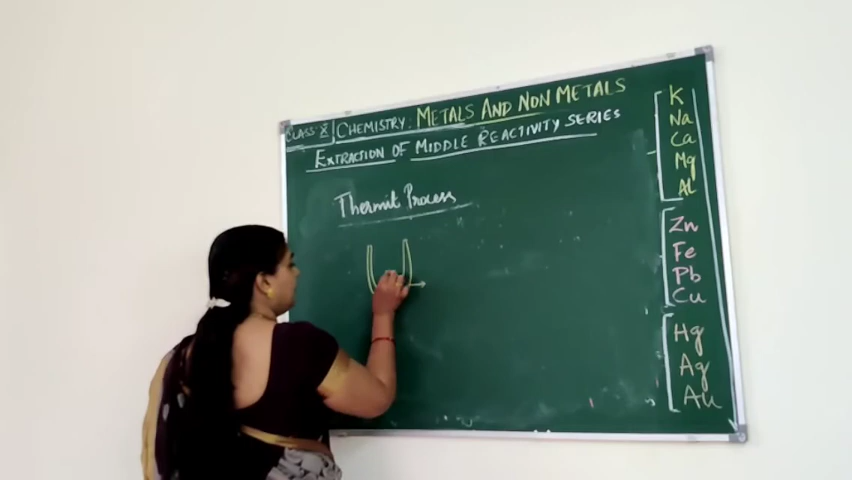 CLASS X CHEMISTRY: METALS AND NON METALS
EXTRACTION OF MIDDLE REACTIVITY SERIES
Thermit Process
K
Na
Ca
Mg
Al
Zn
Fe
Pb
Cu
Hg
Ag
Au